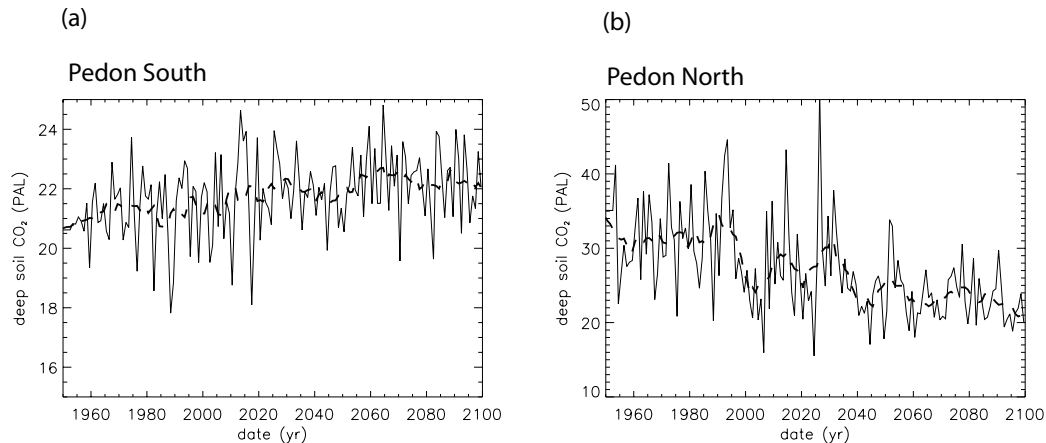 (a)
Pedon South
24
22
20
18
16
deep soil CO₂ (PAL)
1960 1980 2000 2020 2040 2060 2080 2100
date (yr)
(b)
Pedon North
50
40
30
20
10
deep soil CO₂ (PAL)
1960 1980 2000 2020 2040 2060 2080 2100
date (yr)